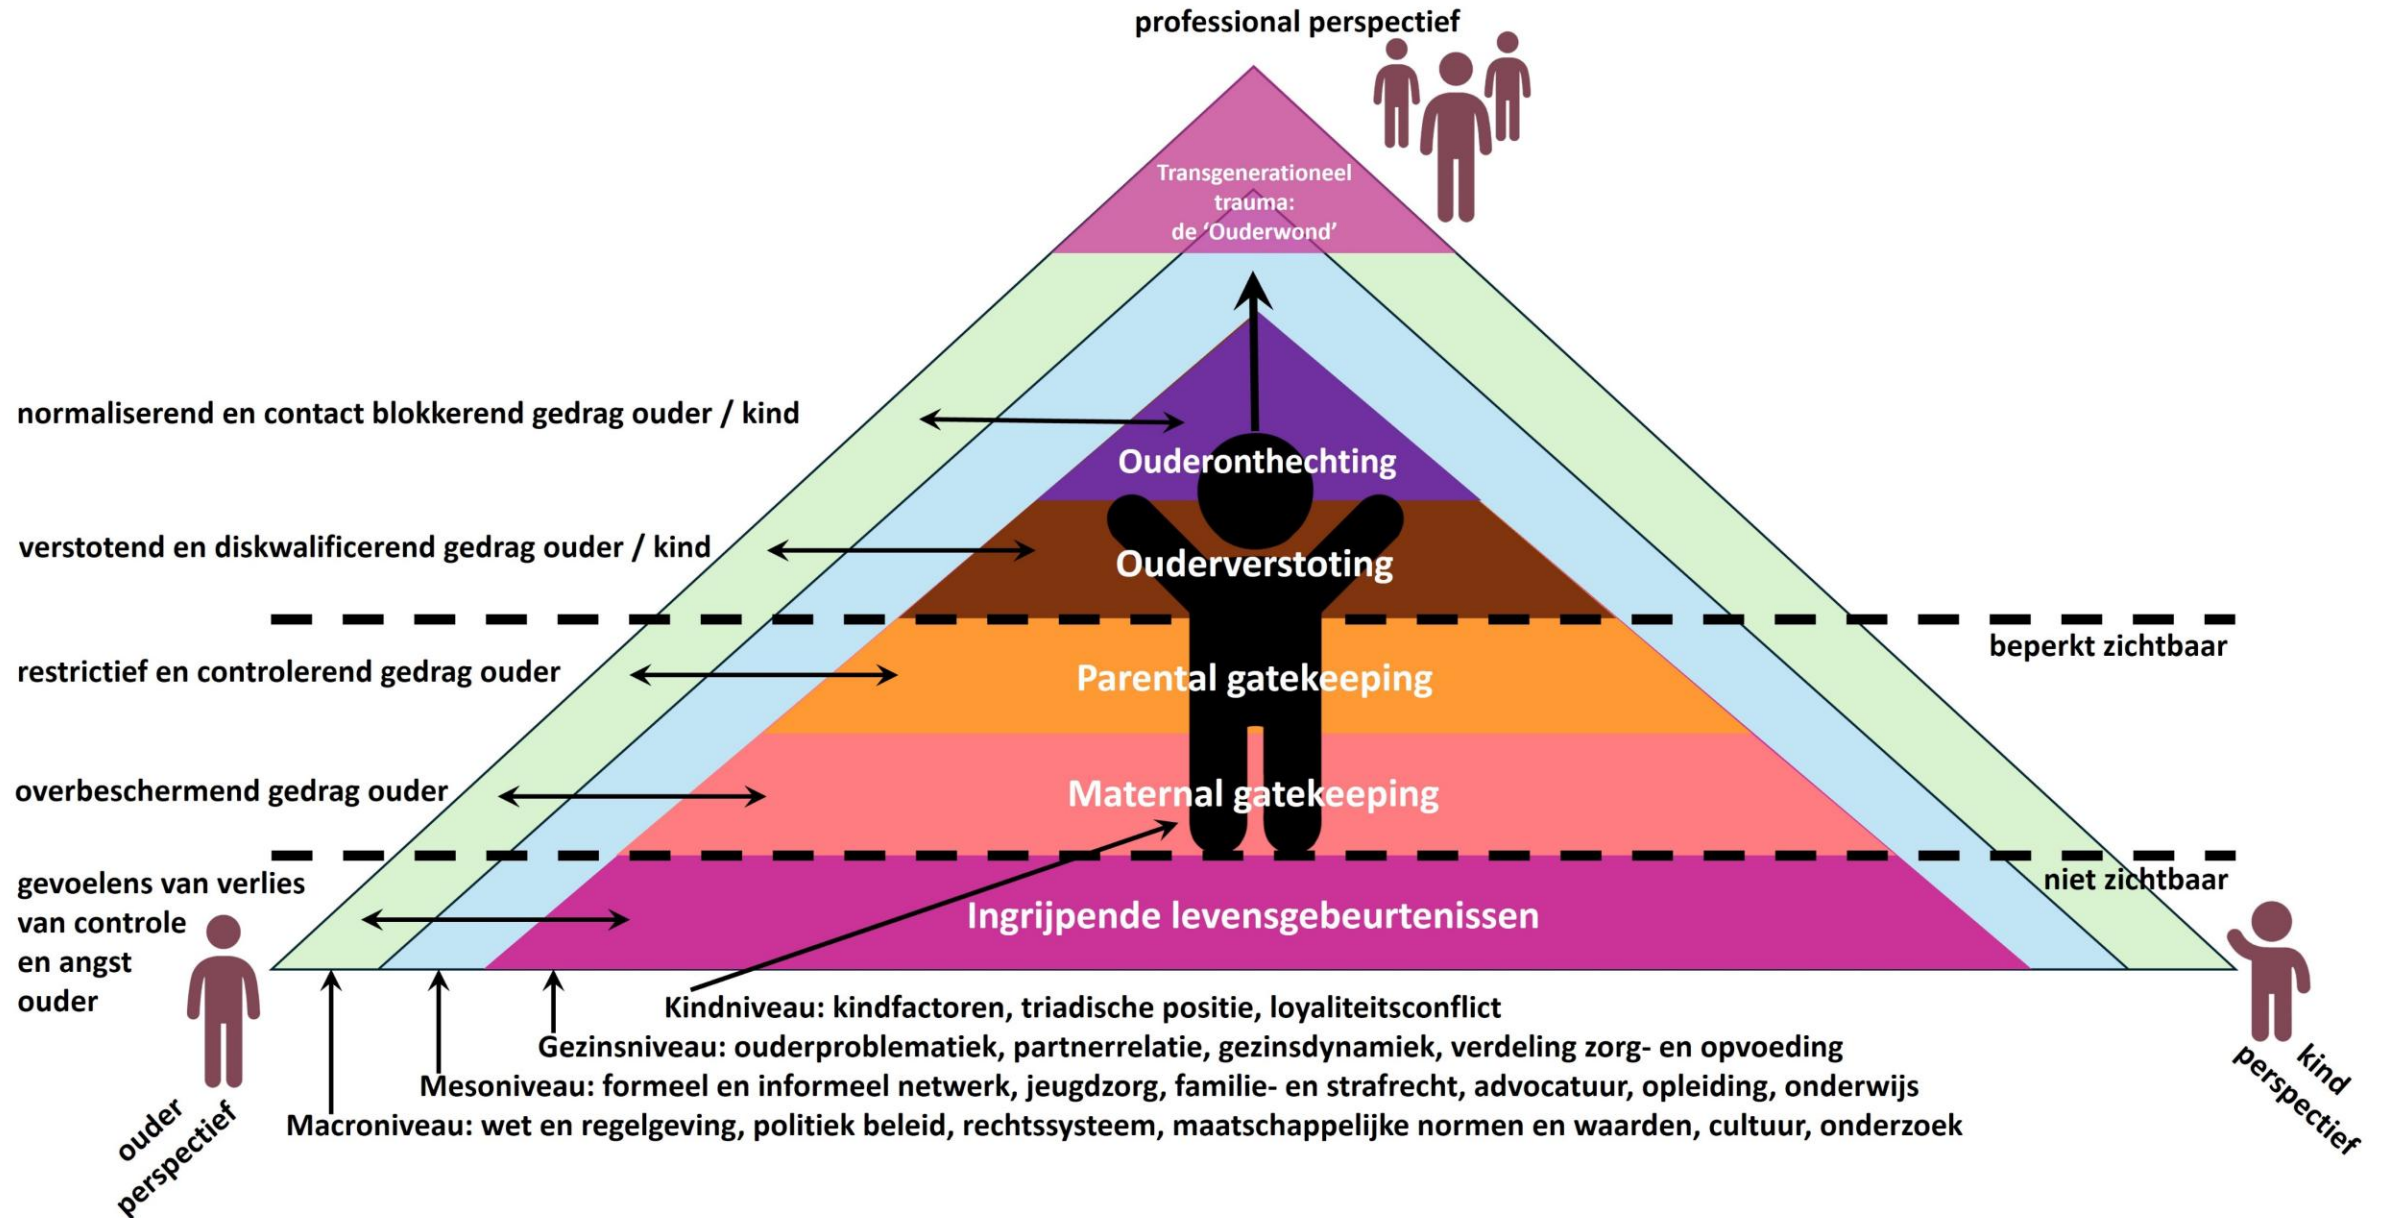 professional perspectief
Transgenerationeel
trauma:
de ‘Ouderwond’
normaliserend en contact blokkerend gedrag ouder / kind
Ouderonthechting
verstotend en diskwalificerend gedrag ouder / kind
Ouderverstoting
beperkt zichtbaar
restrictief en controlerend gedrag ouder
Parental gatekeeping
overbeschermend gedrag ouder
Maternal gatekeeping
niet zichtbaar
gevoelens van verlies
van controle
en angst
ouder
Ingrijpende levensgebeurtenissen
Kindniveau: kindfactoren, triadische positie, loyaliteitsconflict
Gezinsniveau: ouderproblematiek, partnerrelatie, gezinsdynamiek, verdeling zorg- en opvoeding
Mesoniveau: formeel en informeel netwerk, jeugdzorg, familie- en strafrecht, advocatuur, opleiding, onderwijs
Macroniveau: wet en regelgeving, politiek beleid, rechtssysteem, maatschappelijke normen en waarden, cultuur, onderzoek
ouder
perspectief
kind
perspectief